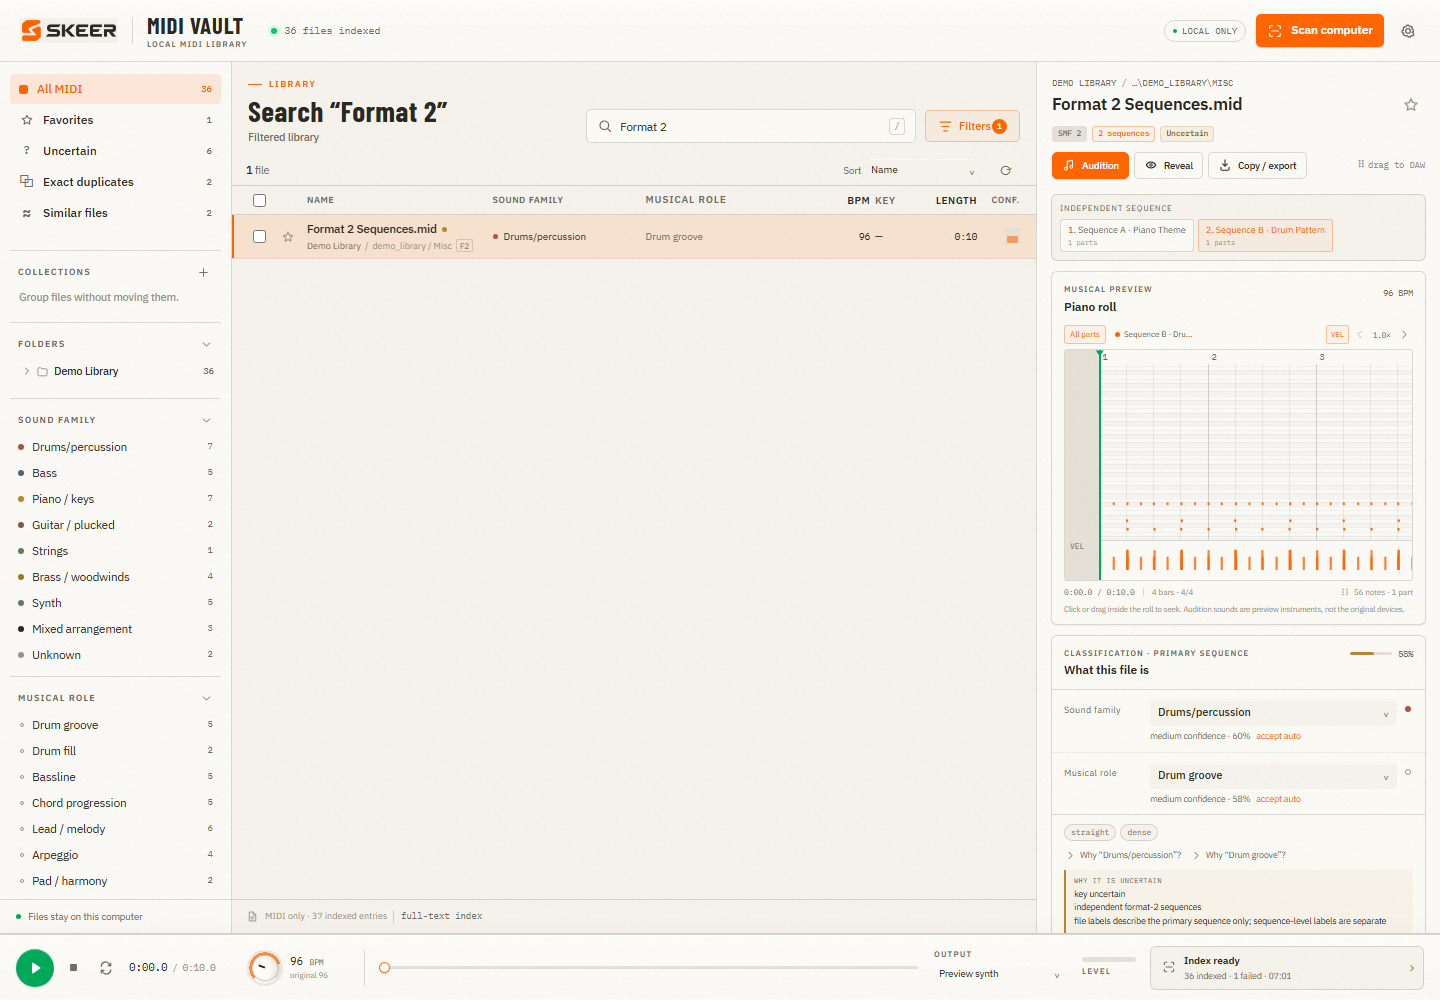 SKEER
MIDI VAULT
LOCAL MIDI LIBRARY
36 files indexed
LOCAL ONLY
Scan computer
All MIDI 36
Favorites 1
? Uncertain 6
Exact duplicates 2
Similar files 2
COLLECTIONS +
Group files without moving them.
FOLDERS
Demo Library 36
SOUND FAMILY
Drums/percussion 7
Bass 5
Piano / keys 7
Guitar / plucked 2
Strings 1
Brass / woodwinds 4
Synth 5
Mixed arrangement 3
Unknown 2
MUSICAL ROLE
Drum groove 5
Drum fill 2
Bassline 5
Chord progression 5
Lead / melody 6
Arpeggio 4
Pad / harmony 2
Files stay on this computer
LIBRARY
Search “Format 2”
Filtered library
Format 2 /
Filters 1
1 file
Sort Name
NAME SOUND FAMILY MUSICAL ROLE BPM KEY LENGTH CONF.
Format 2 Sequences.mid Drums/percussion Drum groove 96 — 0:10
Demo Library / demo_library / Misc F2
MIDI only · 37 indexed entries full-text index
DEMO LIBRARY / …\DEMO_LIBRARY\MISC
Format 2 Sequences.mid
SMF 2 2 sequences Uncertain
Audition Reveal Copy / export drag to DAW
INDEPENDENT SEQUENCE
1. Sequence A · Piano Theme
1 parts
2. Sequence B · Drum Pattern
1 parts
MUSICAL PREVIEW
96 BPM
Piano roll
All parts Sequence B · Dru… VEL 1.0×
1 2 3
VEL
0:00.0 / 0:10.0 4 bars · 4/4 56 notes · 1 part
Click or drag inside the roll to seek. Audition sounds are preview instruments, not the original devices.
CLASSIFICATION · PRIMARY SEQUENCE 58%
What this file is
Sound family Drums/percussion
medium confidence · 60% accept auto
Musical role Drum groove
medium confidence · 58% accept auto
straight dense
Why “Drums/percussion”? Why “Drum groove”?
WHY IT IS UNCERTAIN
key uncertain
independent format-2 sequences
file labels describe the primary sequence only; sequence-level labels are separate
0:00.0 / 0:10.0
96 BPM
original 96
OUTPUT
Preview synth
LEVEL
Index ready
36 indexed · 1 failed · 07:01